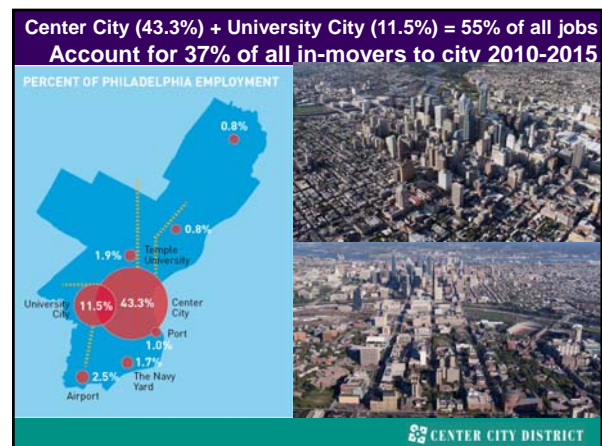 Center City (43.3%) + University City (11.5%) = 55% of all jobs
Account for 37% of all in-movers to city 2010-2015
PERCENT OF PHILADELPHIA EMPLOYMENT
0.8%
0.8%
1.9%
Temple
University
University
City
11.5%
43.3%
Center
City
Port
1.0%
1.7%
The Navy
Yard
2.5%
Airport
CENTER CITY DISTRICT